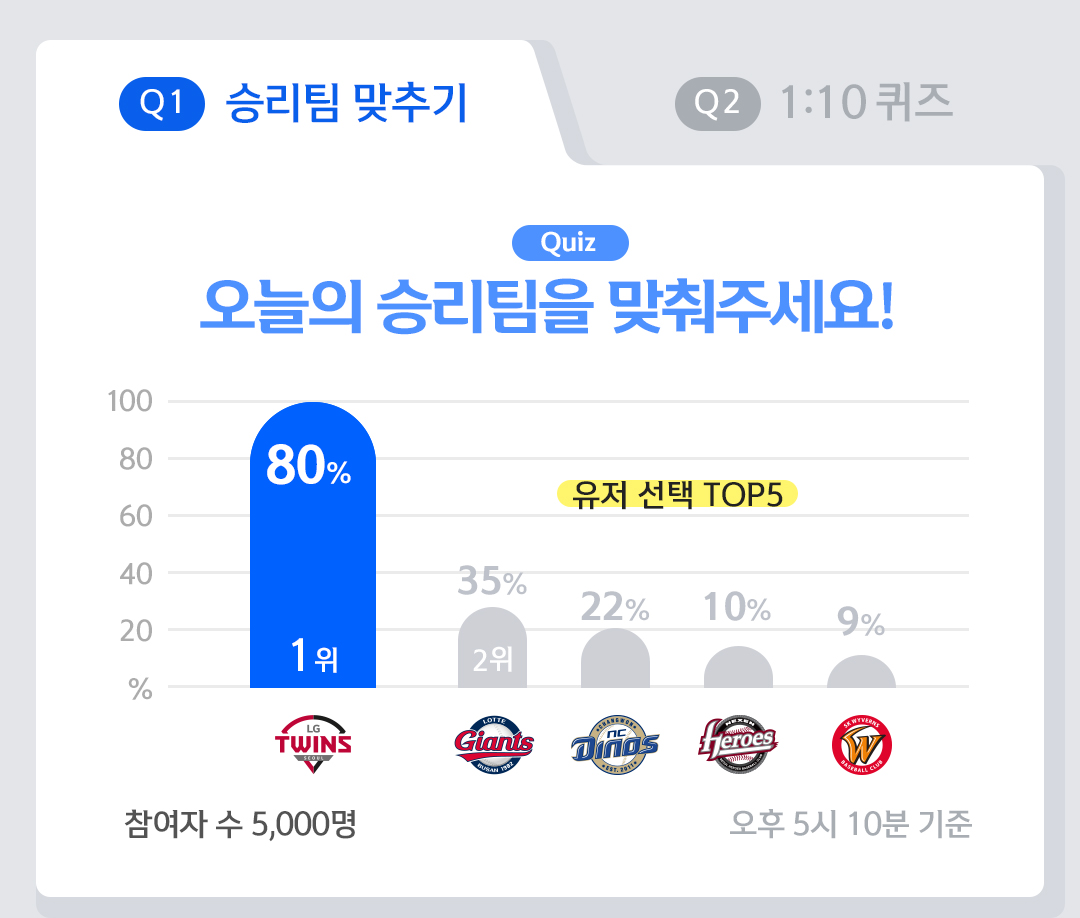 Q1 승리팀 맞추기
Q2 1:10 퀴즈
Quiz
오늘의 승리팀을 맞춰주세요!
유저 선택 TOP5
100
80
60
40
20
%
80%
35%
22%
10%
9%
1위
2위
LG
TWINS
SEOUL
LOTTE
Giants
BUSAN 1982
CHANGWON
NC
Dinos
EST. 2011
NEXEN
Heroes
SK WYVERNS
W
BASEBALL CLUB
참여자 수 5,000명
오후 5시 10분 기준